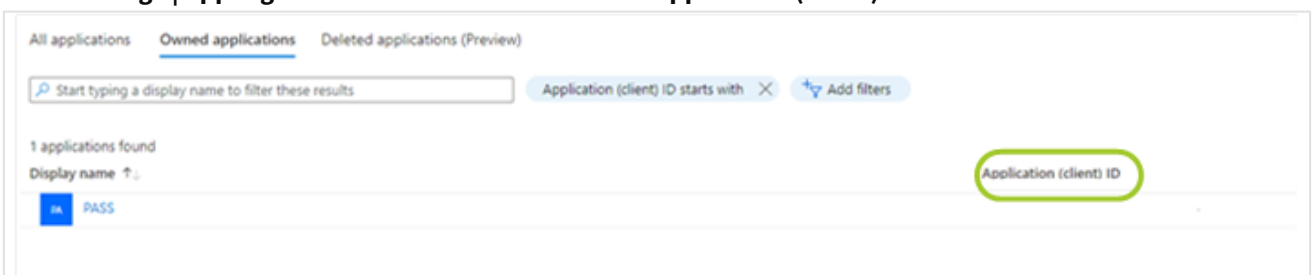 All applications Owned applications Deleted applications (Preview)
Start typing a display name to filter these results Application (client) ID starts with Add filters
1 applications found
Display name Application (client) ID
PA PASS